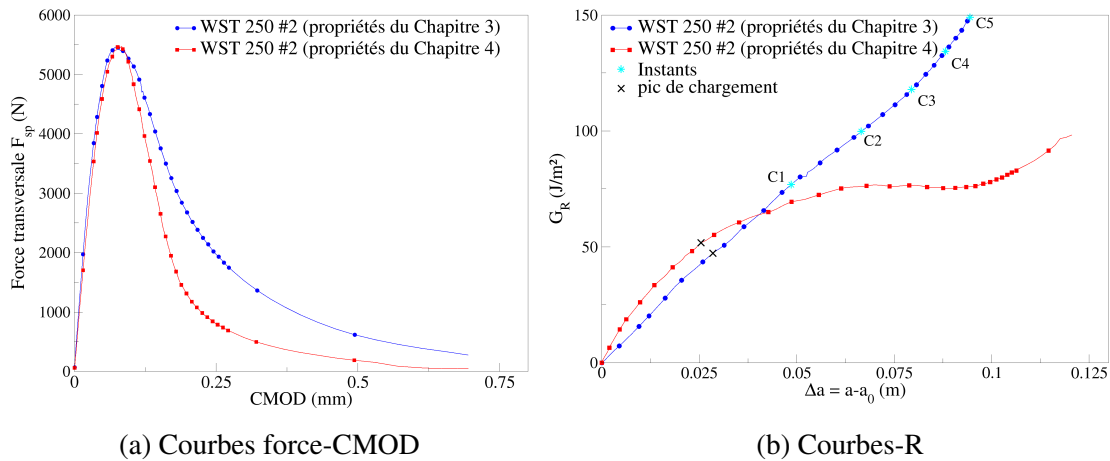 WST 250 #2 (propriétés du Chapitre 3)
WST 250 #2 (propriétés du Chapitre 4)
6000
5000
4000
3000
2000
1000
0
Force transversale F_sp (N)
0
0.25
0.5
0.75
CMOD (mm)
(a) Courbes force-CMOD
WST 250 #2 (propriétés du Chapitre 3)
WST 250 #2 (propriétés du Chapitre 4)
Instants
pic de chargement
C1
C2
C3
C4
C5
150
100
50
0
G_R (J/m²)
0
0.025
0.05
0.075
0.1
0.125
Δa = a-a_0 (m)
(b) Courbes-R